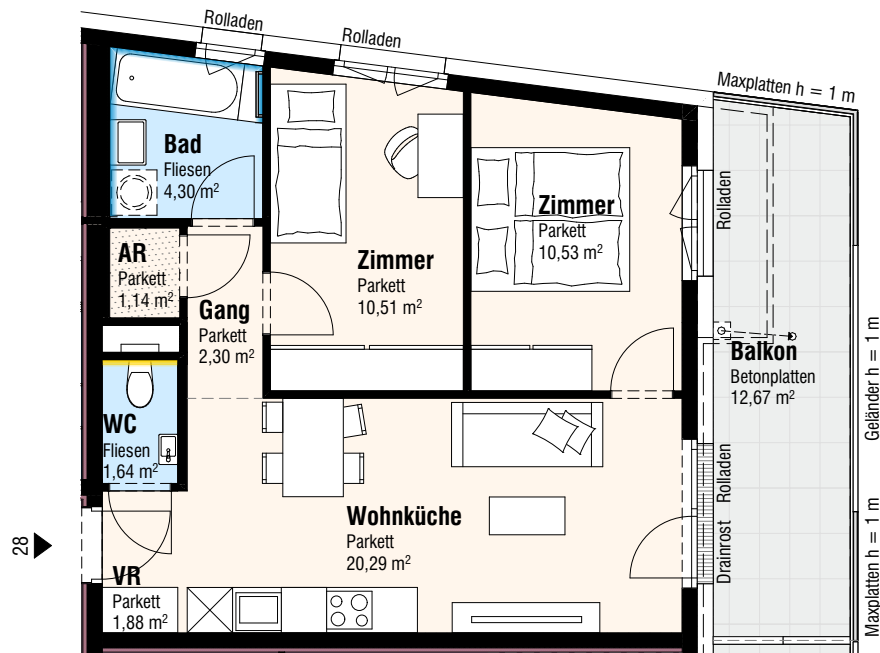 Rolladen
Rolladen
Maxplatten h = 1 m
Bad
Fliesen
4,30 m²
Rolladen
Zimmer
Parkett
10,53 m²
AR
Parkett
1,14 m²
Zimmer
Parkett
10,51 m²
Gang
Parkett
2,30 m²
Balkon
Betonplatten
12,67 m²
Geländer h = 1 m
WC
Fliesen
1,64 m²
Rolladen
Wohnküche
Parkett
20,29 m²
Drainrost
Maxplatten h = 1 m
28
VR
Parkett
1,88 m²